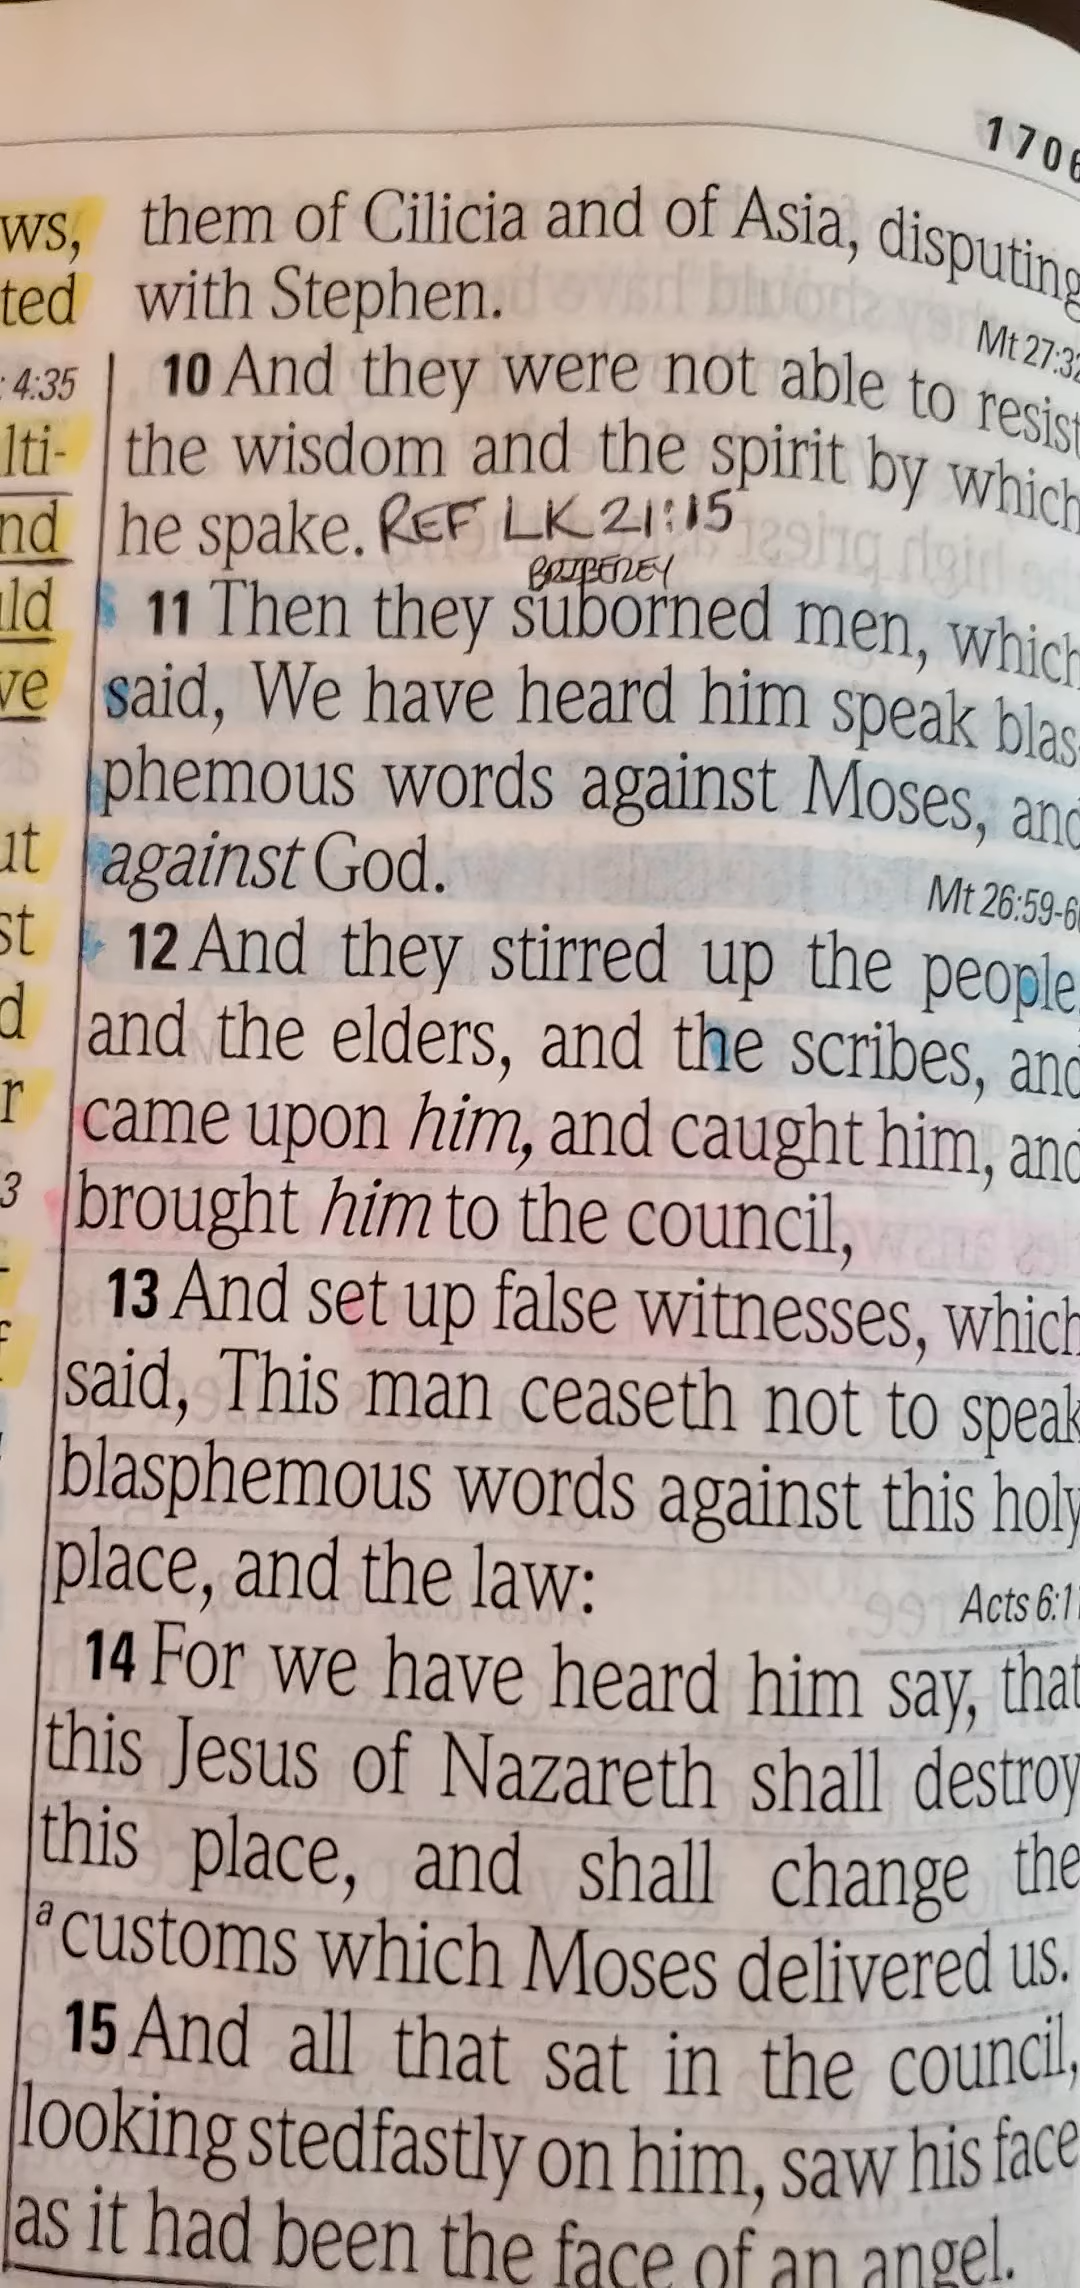 1706
ws,
ted
4:35
lti-
nd
ld
ve
ut
st
d
r
3
f
them of Cilicia and of Asia, disputing
with Stephen.
Mt 27:32
10 And they were not able to resist
the wisdom and the spirit by which
he spake. REF LK 21:15
11 Then they suborned men, which
said, We have heard him speak blas-
phemous words against Moses, and
against God.
Mt 26:59-6
12 And they stirred up the people,
and the elders, and the scribes, and
came upon him, and caught him, and
brought him to the council,
13 And set up false witnesses, which
said, This man ceaseth not to speak
blasphemous words against this holy
place, and the law:
Acts 6:1
14 For we have heard him say, that
this Jesus of Nazareth shall destroy
this place, and shall change the
a customs which Moses delivered us.
15 And all that sat in the council,
looking stedfastly on him, saw his face
as it had been the face of an angel.